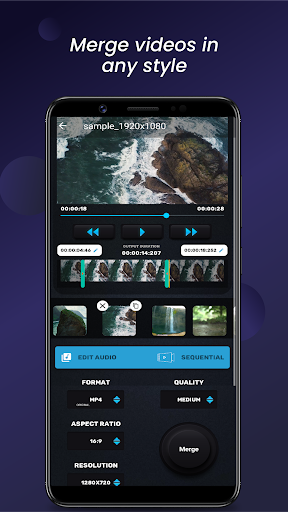 Merge videos in
any style
sample_1920x1080
00:00:18
00:00:28
OUTPUT DURATION
00:00:04:46
00:00:14:207
00:00:18:252
EDIT AUDIO
SEQUENTIAL
FORMAT
QUALITY
MP4
ORIGINAL
MEDIUM
ASPECT RATIO
16:9
Merge
RESOLUTION
1280X720